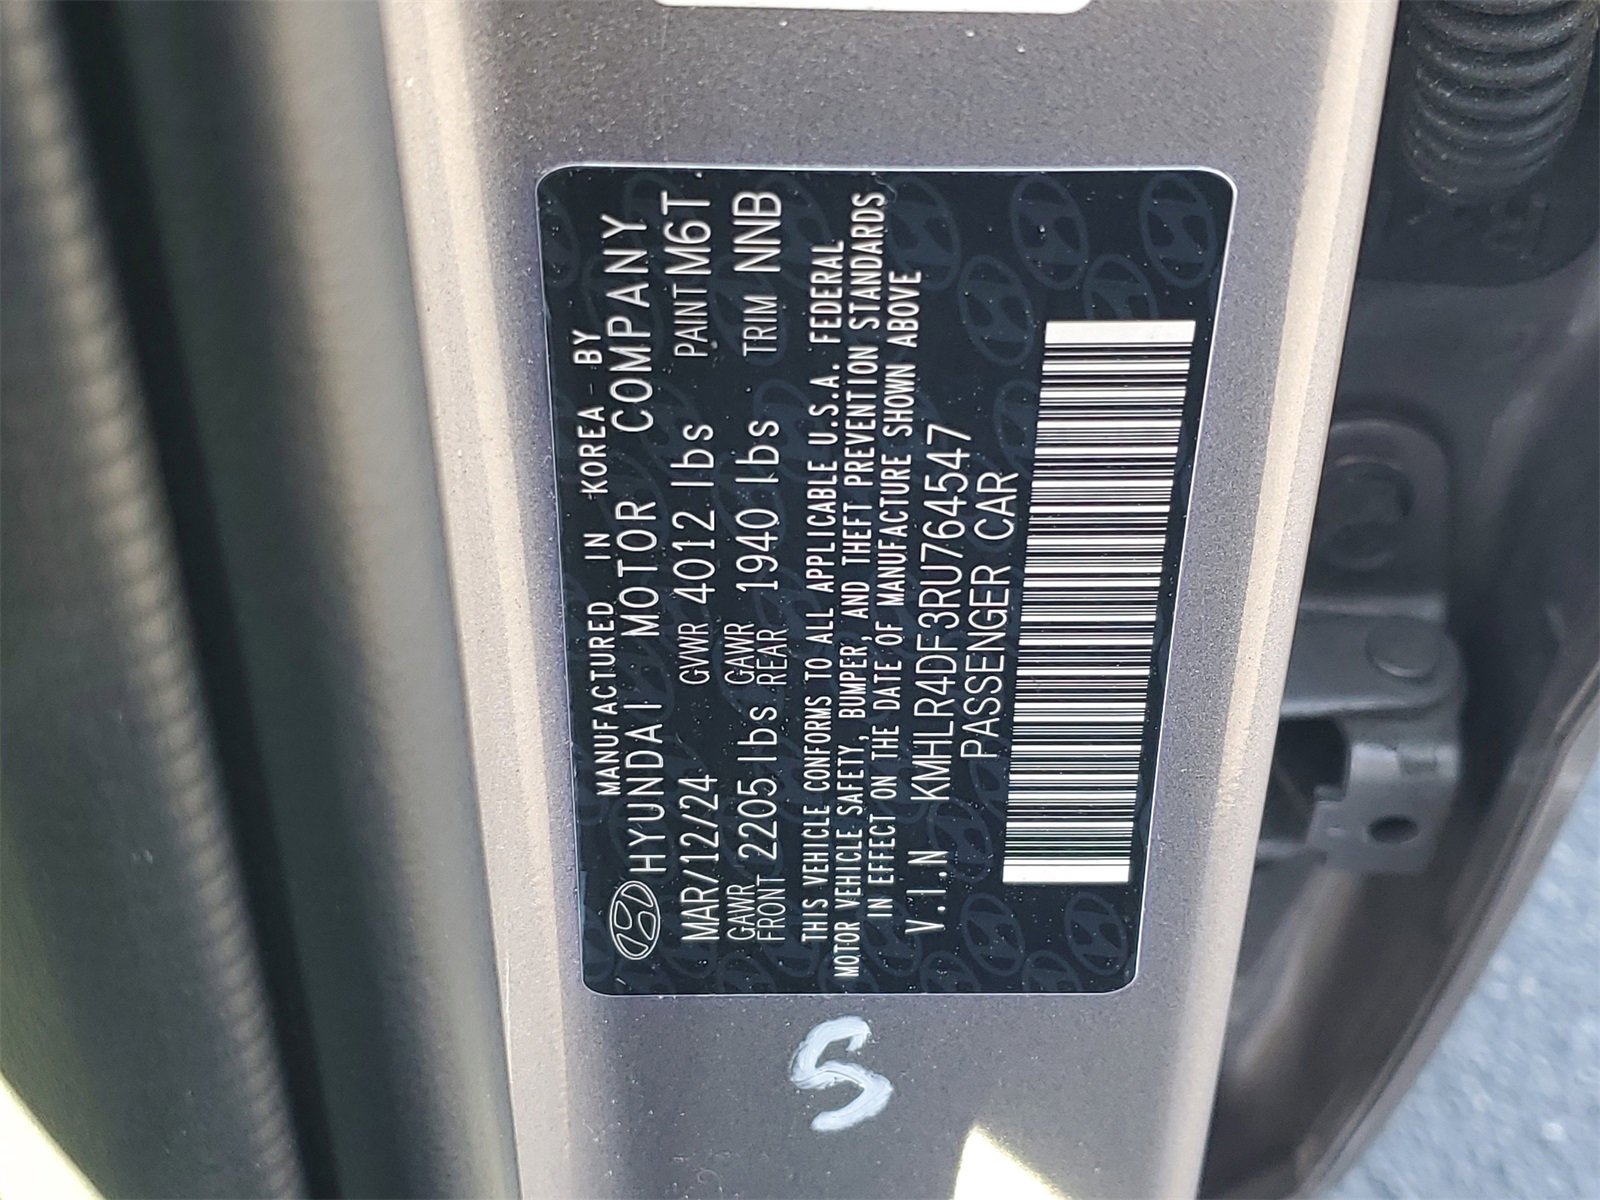 MANUFACTURED IN KOREA BY
HYUNDAI MOTOR COMPANY
MAR/12/24 GVWR 4012 lbs PAINT M6T
GAWR FRONT 2205 lbs GAWR REAR 1940 lbs TRIM NNB
THIS VEHICLE CONFORMS TO ALL APPLICABLE U.S.A. FEDERAL
MOTOR VEHICLE SAFETY, BUMPER, AND THEFT PREVENTION STANDARDS
IN EFFECT ON THE DATE OF MANUFACTURE SHOWN ABOVE
V.I.N KMHLR4DF3RU764547
PASSENGER CAR
S